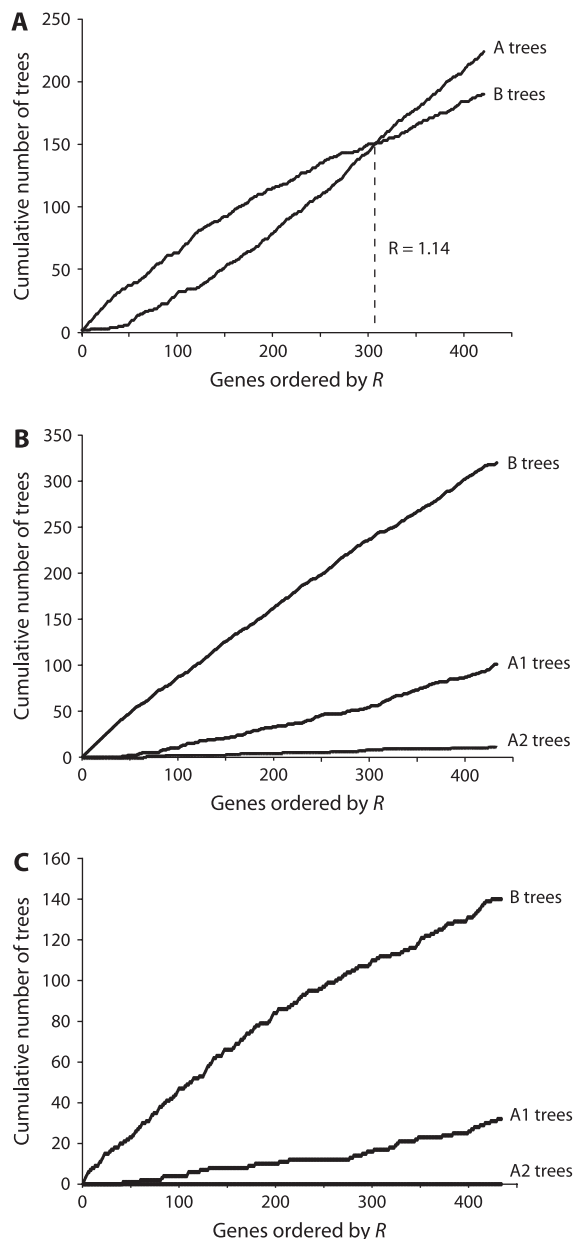 A
250
200
150
100
50
0
Cumulative number of trees
A trees
B trees
R = 1.14
0 100 200 300 400
Genes ordered by R
B
350
300
250
200
150
100
50
0
Cumulative number of trees
B trees
A1 trees
A2 trees
0 100 200 300 400
Genes ordered by R
C
160
140
120
100
80
60
40
20
0
Cumulative number of trees
B trees
A1 trees
A2 trees
0 100 200 300 400
Genes ordered by R